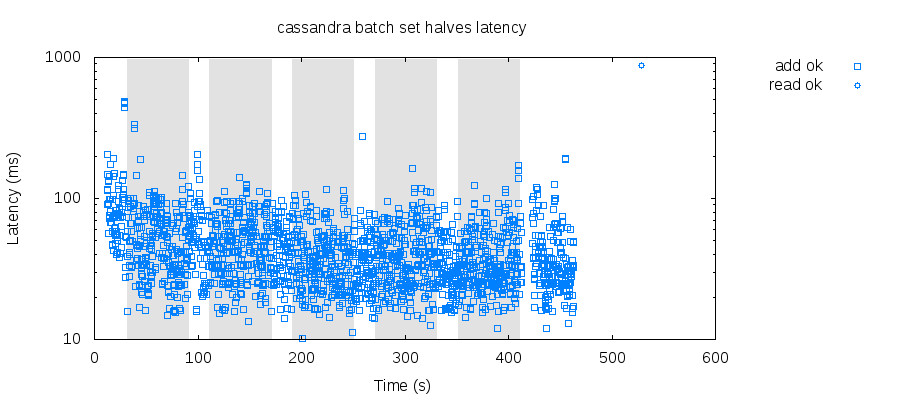 cassandra batch set halves latency
add ok
read ok
Latency (ms)
1000
100
10
0 100 200 300 400 500 600
Time (s)